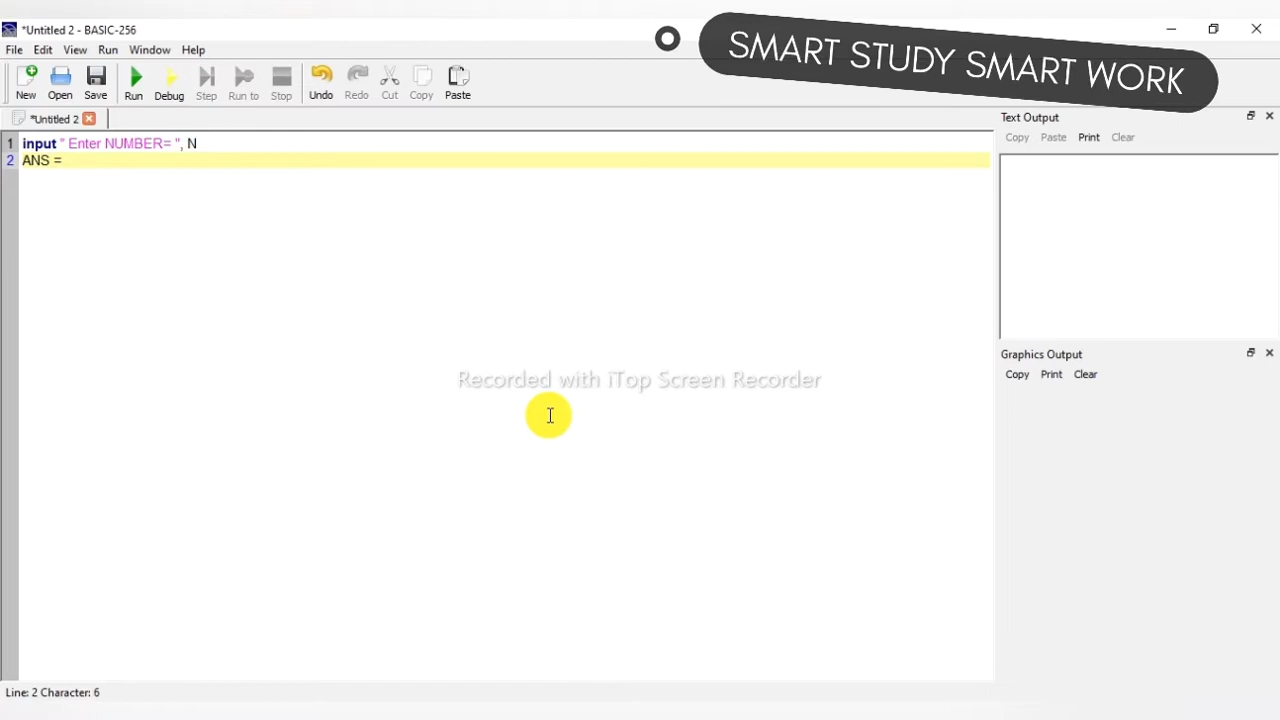 *Untitled 2 - BASIC-256
SMART STUDY SMART WORK
File Edit View Run Window Help
New Open Save Run Debug Step Run to Stop Undo Redo Cut Copy Paste
*Untitled 2
Text Output
Copy Paste Print Clear
1 input " Enter NUMBER= ", N
2 ANS =
Graphics Output
Copy Print Clear
Recorded with iTop Screen Recorder
Line: 2 Character: 6